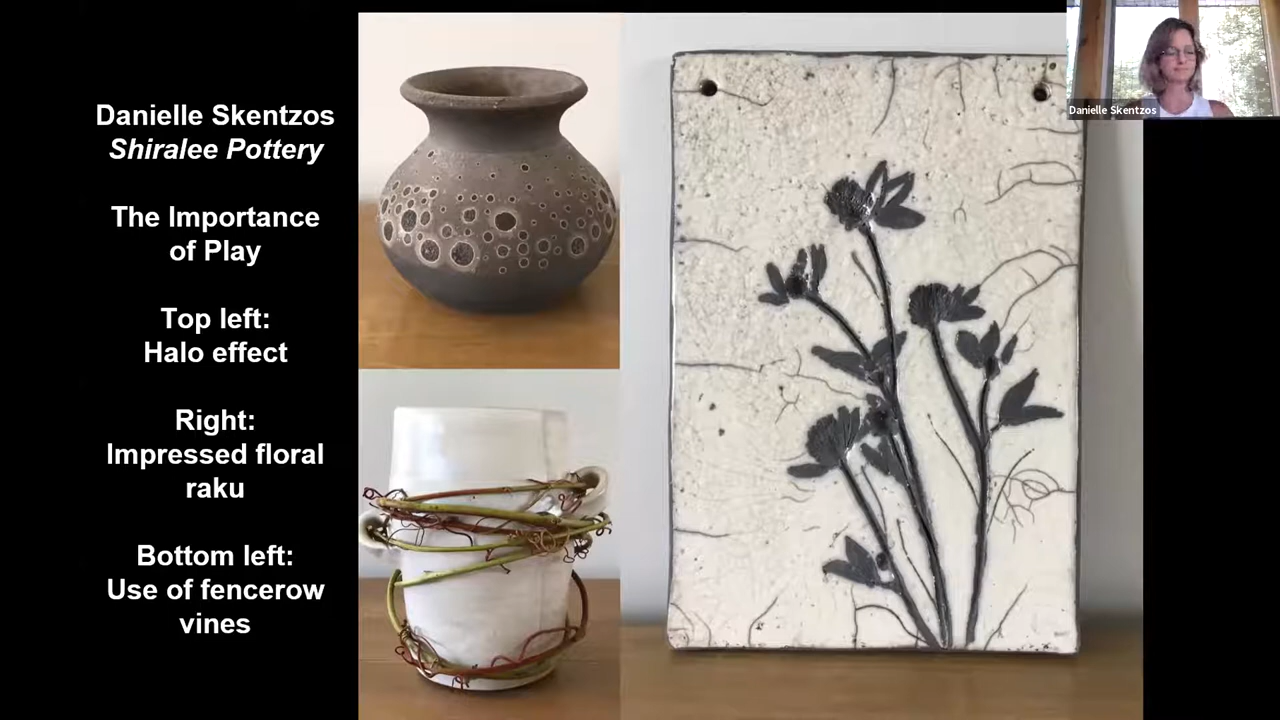 Danielle Skentzos
Shiralee Pottery
The Importance
of Play
Top left:
Halo effect
Right:
Impressed floral
raku
Bottom left:
Use of fencerow
vines
Danielle Skentzos